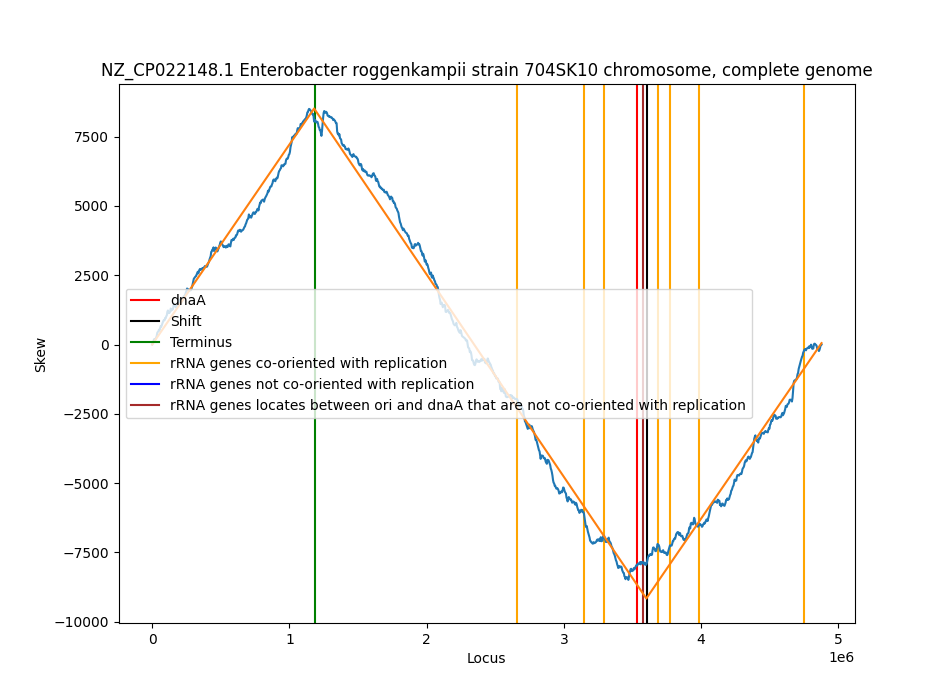 NZ_CP022148.1 Enterobacter roggenkampii strain 704SK10 chromosome, complete genome
7500
5000
2500
0
−2500
−5000
−7500
−10000
Skew
dnaA
Shift
Terminus
rRNA genes co-oriented with replication
rRNA genes not co-oriented with replication
rRNA genes locates between ori and dnaA that are not co-oriented with replication
0 1 2 3 4 5
1e6
Locus